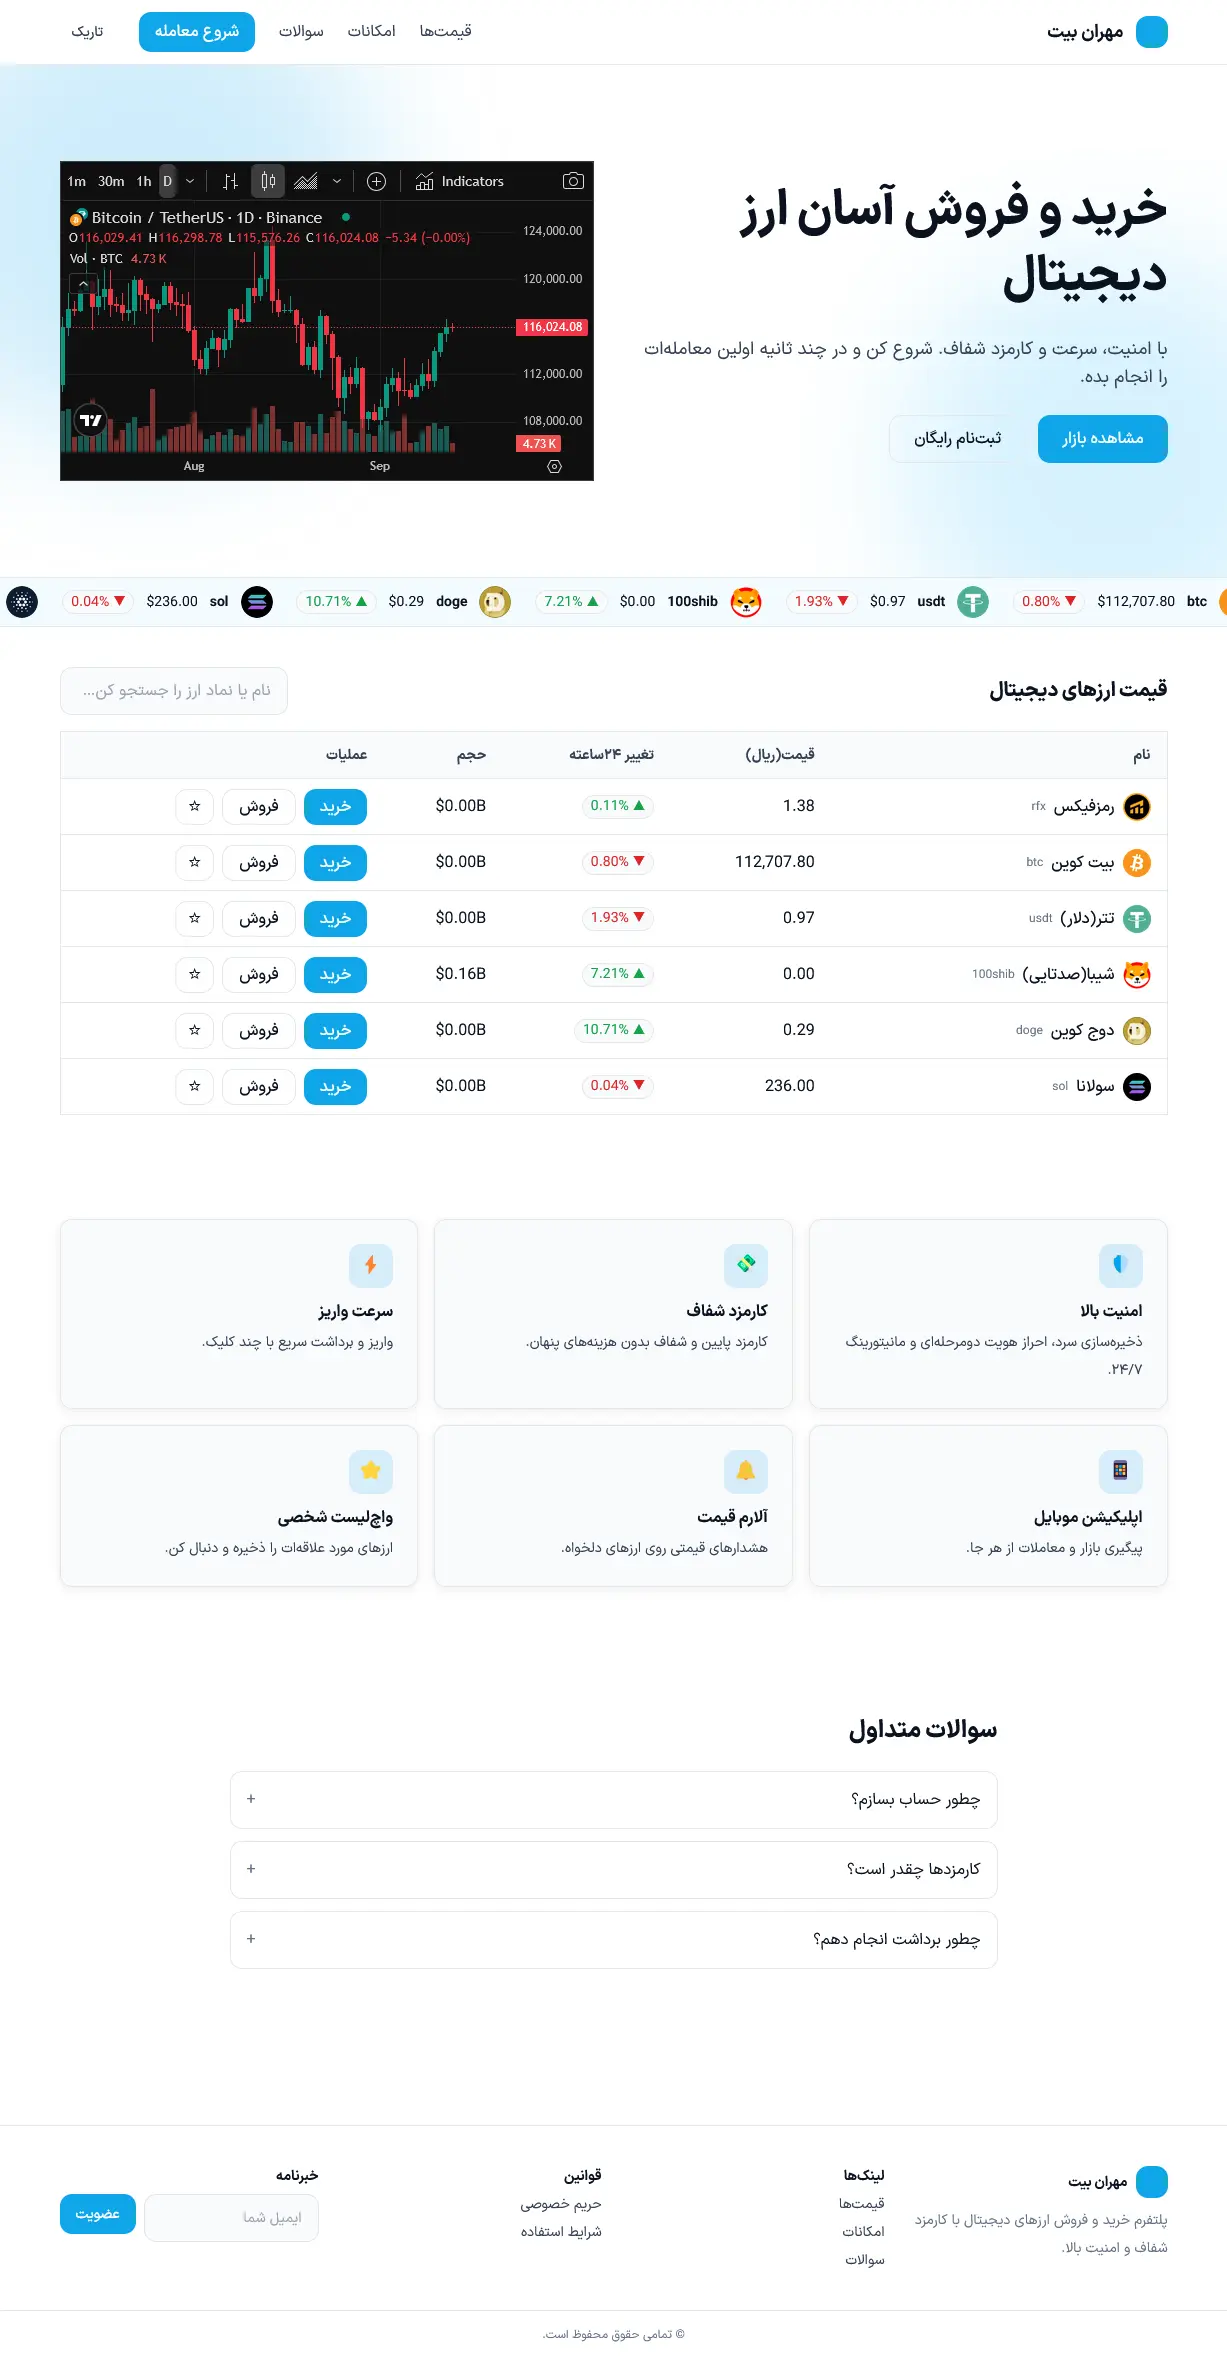 مهران بیت
قیمت‌ها
امکانات
سوالات
شروع معامله
تاریک
خرید و فروش آسان ارز
دیجیتال
با امنیت، سرعت و کارمزد شفاف. شروع کن و در چند ثانیه اولین معامله‌ات
را انجام بده.
مشاهده بازار
ثبت‌نام رایگان
1m 30m 1h D Indicators
Bitcoin / TetherUS · 1D · Binance
O116,029.41 H116,298.78 L115,576.26 C116,024.08 −5.34 (−0.00%)
Vol · BTC 4.73 K
124,000.00
120,000.00
116,024.08
112,000.00
108,000.00
4.73 K
Aug Sep
btc $112,707.80 ▼ 0.80%
usdt $0.97 ▼ 1.93%
100shib $0.00 ▲ 7.21%
doge $0.29 ▲ 10.71%
sol $236.00 ▼ 0.04%
قیمت ارزهای دیجیتال
نام یا نماد ارز را جستجو کن...
نام قیمت(ریال) تغییر ۲۴ساعته حجم عملیات
رمزفیکس rfx 1.38 ▲ 0.11% $0.00B خرید فروش ☆
بیت کوین btc 112,707.80 ▼ 0.80% $0.00B خرید فروش ☆
تتر(دلار) usdt 0.97 ▼ 1.93% $0.00B خرید فروش ☆
شیبا(صدتایی) 100shib 0.00 ▲ 7.21% $0.16B خرید فروش ☆
دوج کوین doge 0.29 ▲ 10.71% $0.00B خرید فروش ☆
سولانا sol 236.00 ▼ 0.04% $0.00B خرید فروش ☆
امنیت بالا
ذخیره‌سازی سرد، احراز هویت دومرحله‌ای و مانیتورینگ
۲۴/۷.
کارمزد شفاف
کارمزد پایین و شفاف بدون هزینه‌های پنهان.
سرعت واریز
واریز و برداشت سریع با چند کلیک.
اپلیکیشن موبایل
پیگیری بازار و معاملات از هر جا.
آلارم قیمت
هشدارهای قیمتی روی ارزهای دلخواه.
واچ‌لیست شخصی
ارزهای مورد علاقه‌ات را ذخیره و دنبال کن.
سوالات متداول
چطور حساب بسازم؟ +
کارمزدها چقدر است؟ +
چطور برداشت انجام دهم؟ +
مهران بیت
پلتفرم خرید و فروش ارزهای دیجیتال با کارمزد
شفاف و امنیت بالا.
لینک‌ها
قیمت‌ها
امکانات
سوالات
قوانین
حریم خصوصی
شرایط استفاده
خبرنامه
ایمیل شما
عضویت
© تمامی حقوق محفوظ است.